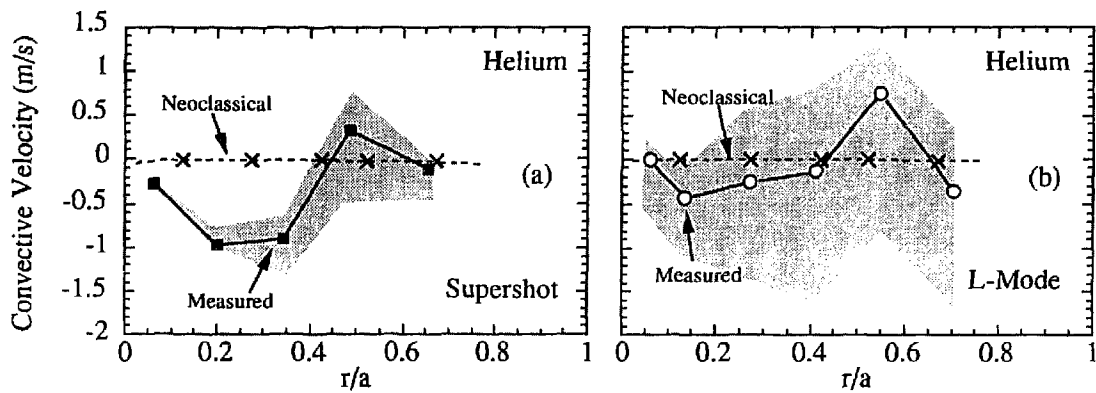 Convective Velocity (m/s)
1.5
1
0.5
0
-0.5
-1
-1.5
-2
Helium
Neoclassical
(a)
Measured
Supershot
0 0.2 0.4 0.6 0.8 1
r/a
Helium
Neoclassical
(b)
Measured
L-Mode
0 0.2 0.4 0.6 0.8 1
r/a